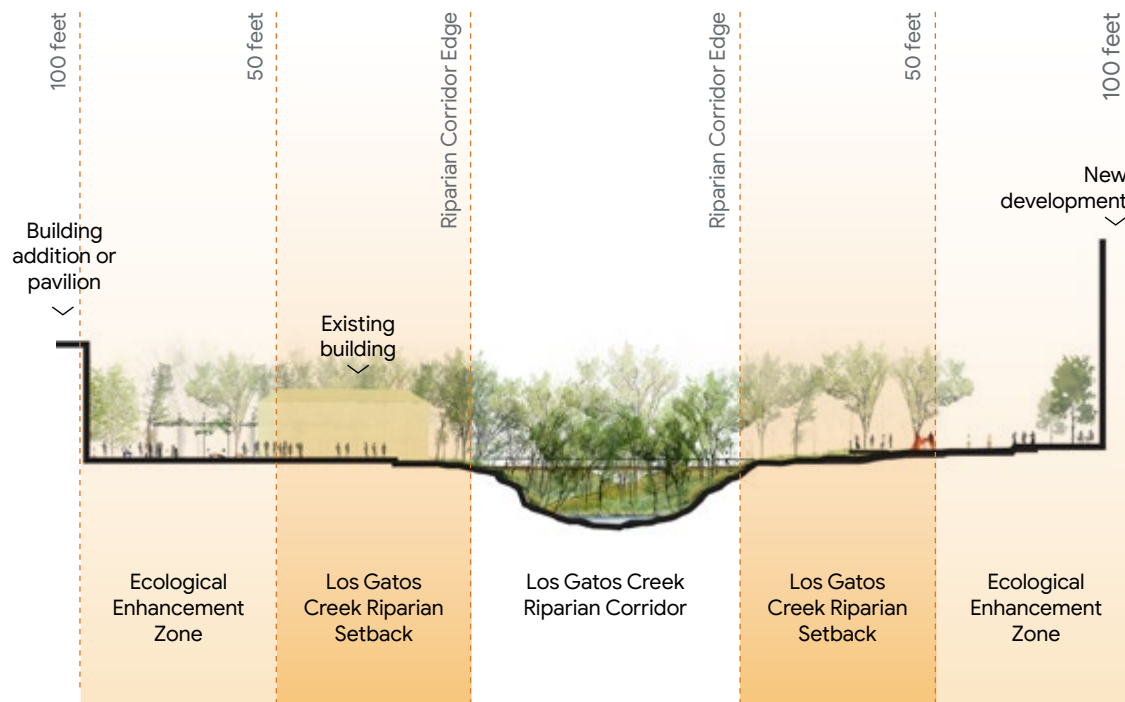 100 feet
50 feet
Riparian Corridor Edge
Riparian Corridor Edge
50 feet
100 feet
New
development
Building
addition or
pavilion
Existing
building
Ecological
Enhancement
Zone
Los Gatos
Creek Riparian
Setback
Los Gatos Creek
Riparian Corridor
Los Gatos
Creek Riparian
Setback
Ecological
Enhancement
Zone